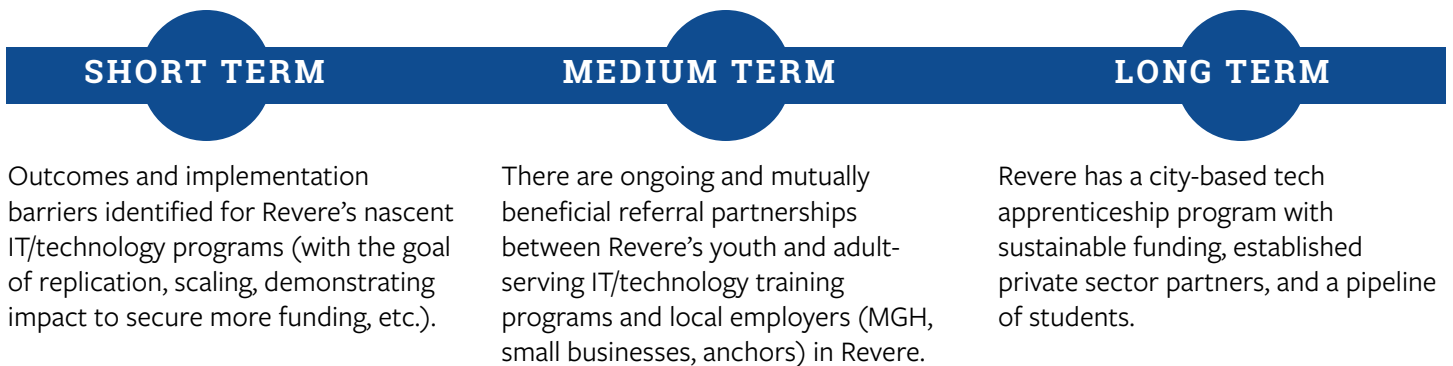 SHORT TERM
Outcomes and implementation
barriers identified for Revere's nascent
IT/technology programs (with the goal
of replication, scaling, demonstrating
impact to secure more funding, etc.).
MEDIUM TERM
There are ongoing and mutually
beneficial referral partnerships
between Revere's youth and adult-
serving IT/technology training
programs and local employers (MGH,
small businesses, anchors) in Revere.
LONG TERM
Revere has a city-based tech
apprenticeship program with
sustainable funding, established
private sector partners, and a pipeline
of students.